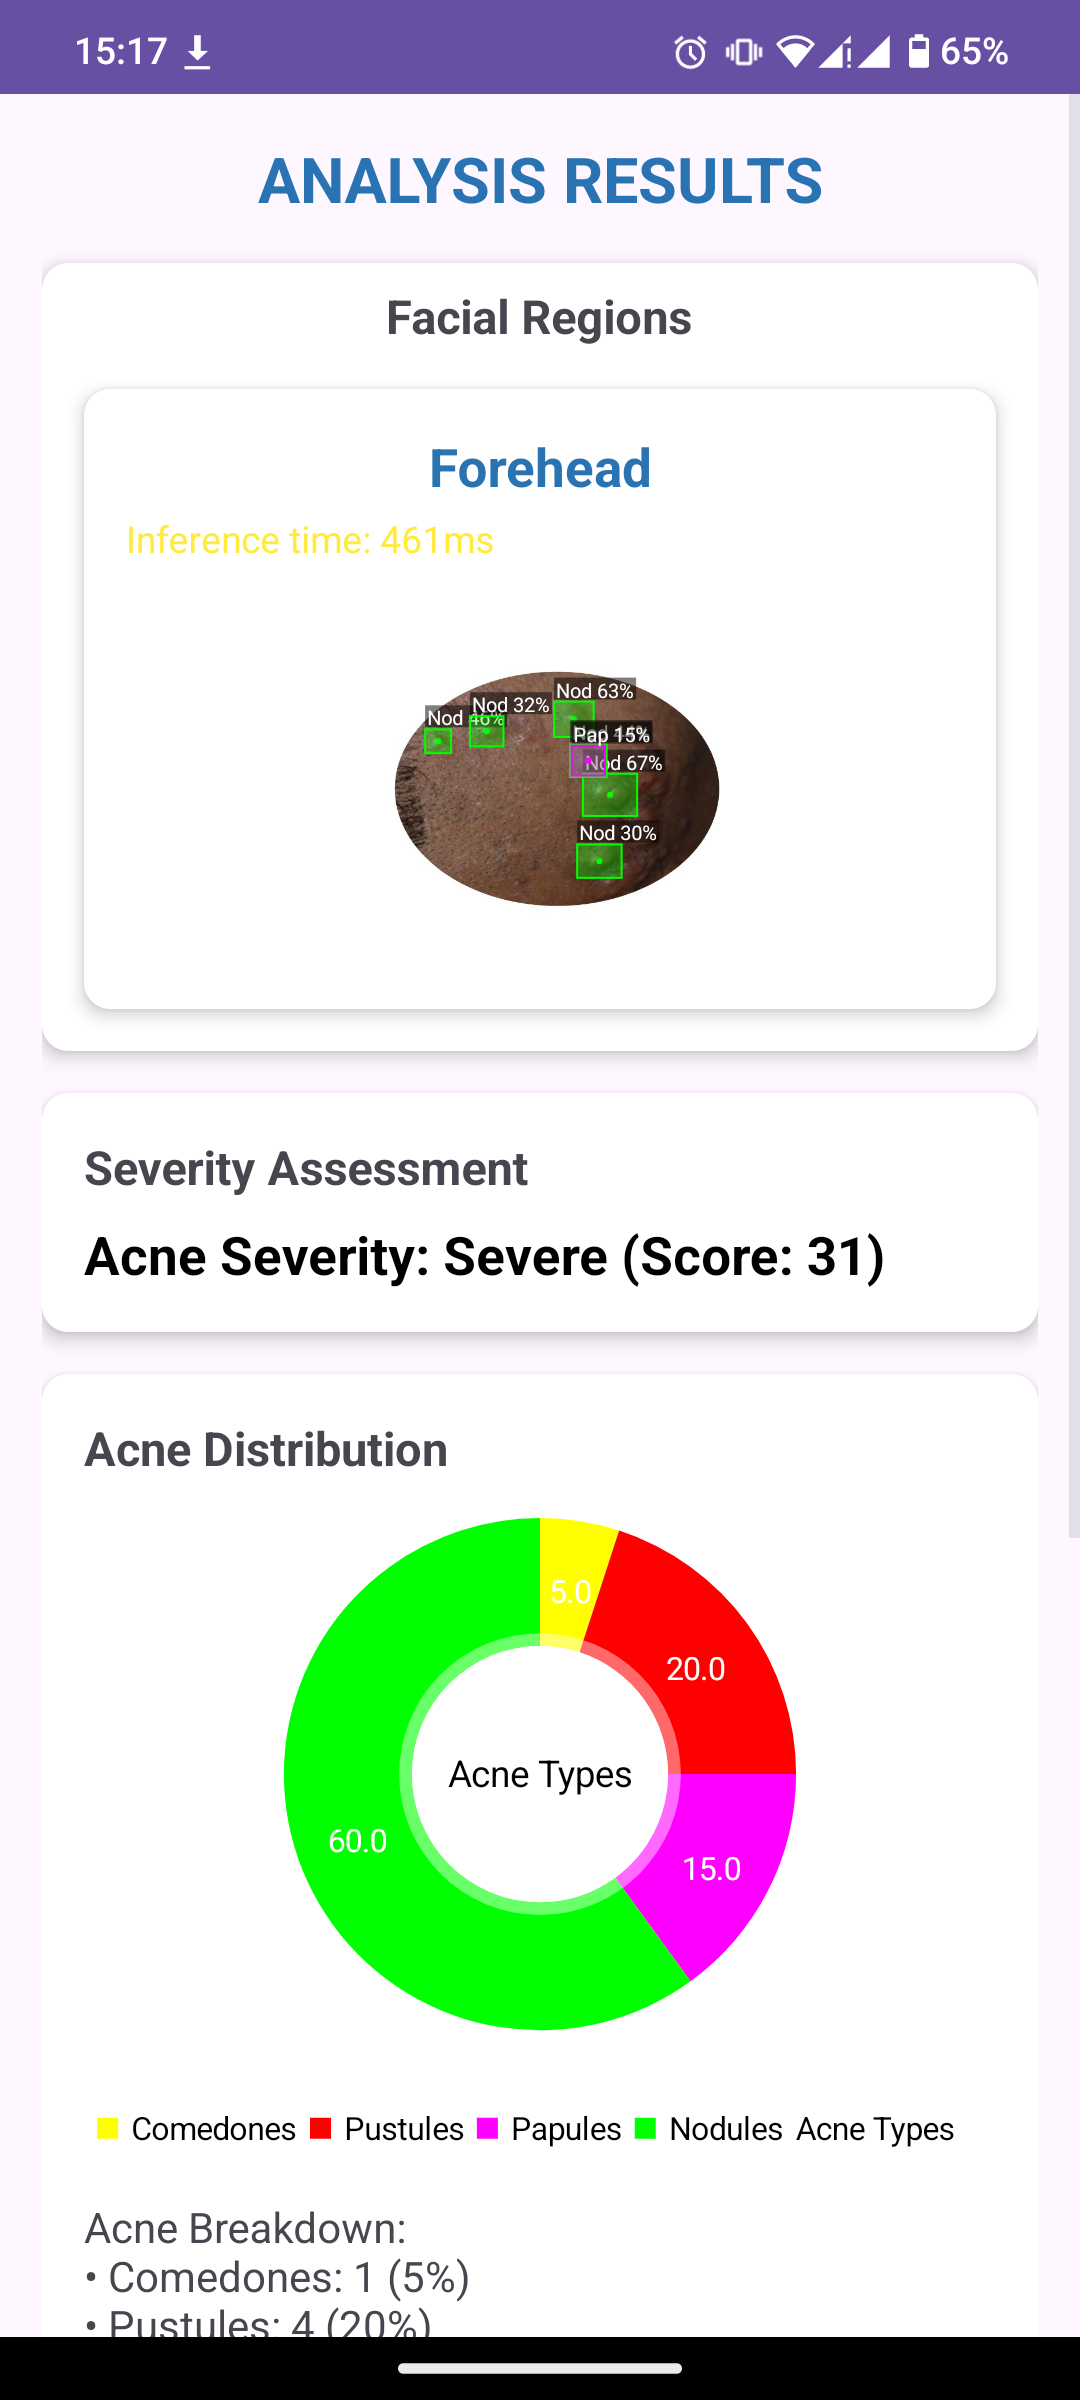 15:17
65%
ANALYSIS RESULTS
Facial Regions
Forehead
Inference time: 461ms
Nod 63%
Nod 32%
Nod 46%
Pap 15%
Nod 67%
Nod 30%
Severity Assessment
Acne Severity: Severe (Score: 31)
Acne Distribution
5.0
20.0
Acne Types
60.0
15.0
Comedones Pustules Papules Nodules Acne Types
Acne Breakdown:
• Comedones: 1 (5%)
• Pustules: 4 (20%)